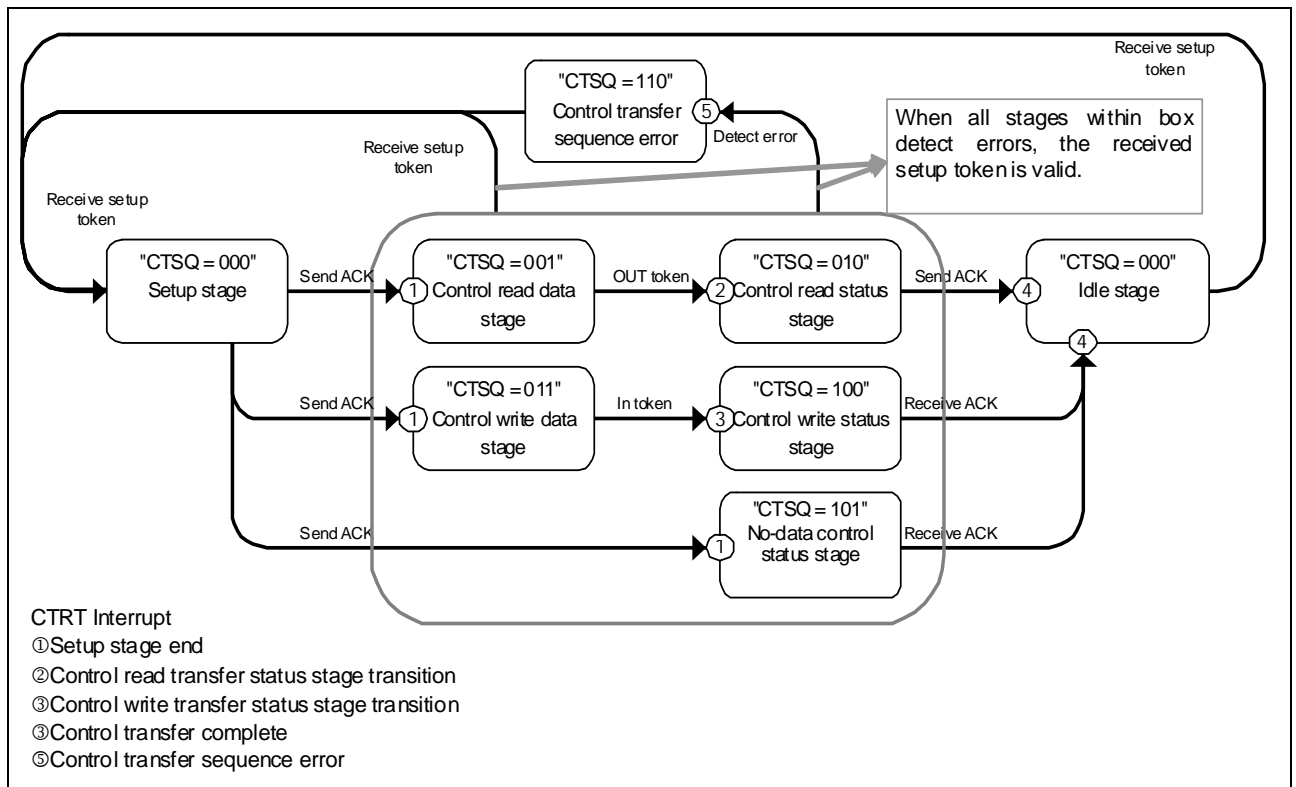 Receive setup
token
"CTSQ = 110"
Control transfer
sequence error
⑤
Detect error
When all stages within box
detect errors, the received
setup token is valid.
Receive setup
token
Receive setup
token
"CTSQ = 000"
Setup stage
Send ACK
①
"CTSQ = 001"
Control read data
stage
OUT token
②
"CTSQ = 010"
Control read status
stage
Send ACK
④
"CTSQ = 000"
Idle stage
④
Send ACK
①
"CTSQ = 011"
Control write data
stage
In token
③
"CTSQ = 100"
Control write status
stage
Receive ACK
Send ACK
①
"CTSQ = 101"
No-data control
status stage
Receive ACK
CTRT Interrupt
①Setup stage end
②Control read transfer status stage transition
③Control write transfer status stage transition
③Control transfer complete
⑤Control transfer sequence error